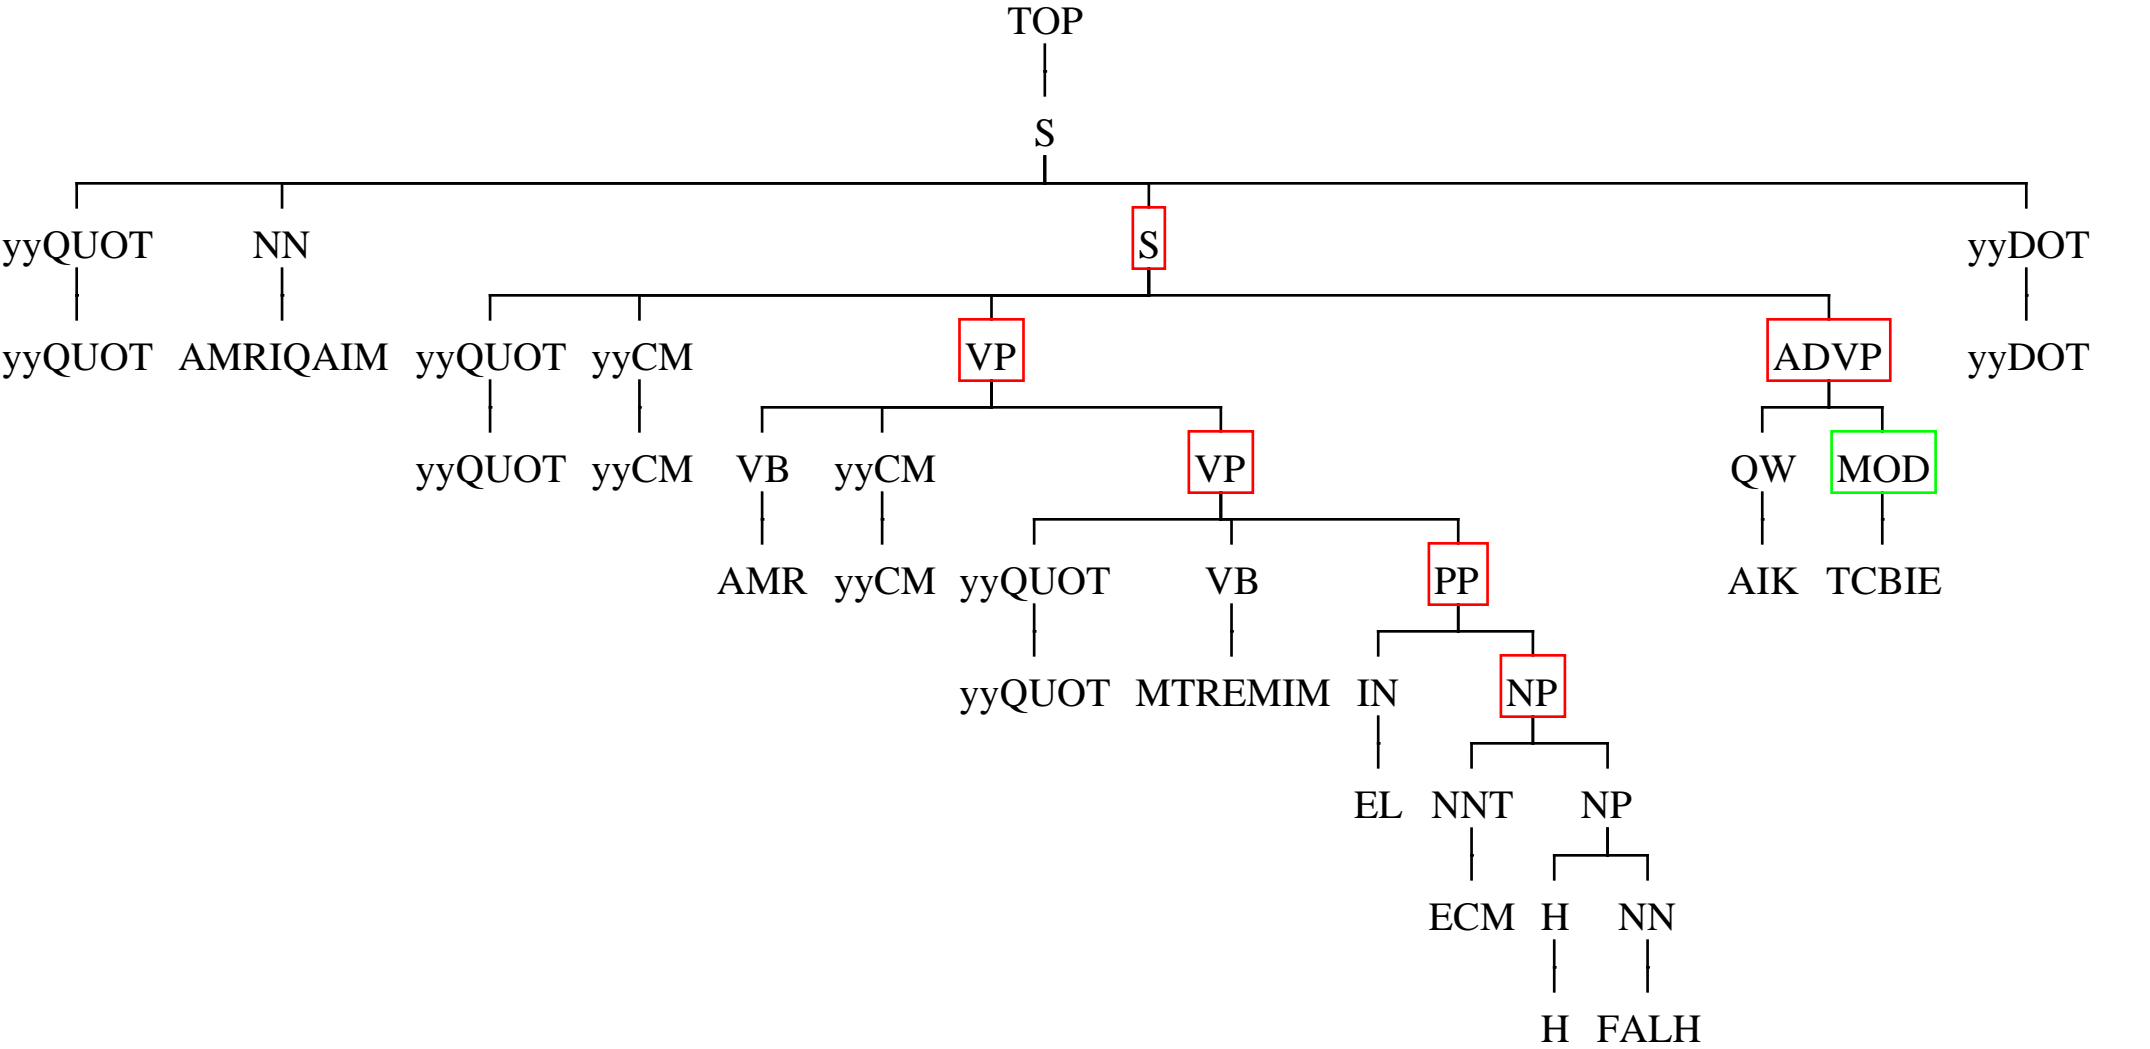 TOP
S
yyQUOT NN S yyDOT
yyQUOT AMRIQAIM yyQUOT yyCM VP ADVP yyDOT
yyQUOT yyCM VB yyCM VP QW MOD
AMR yyCM yyQUOT VB PP AIK TCBIE
yyQUOT MTREMIM IN NP
EL NNT NP
ECM H NN
H FALH